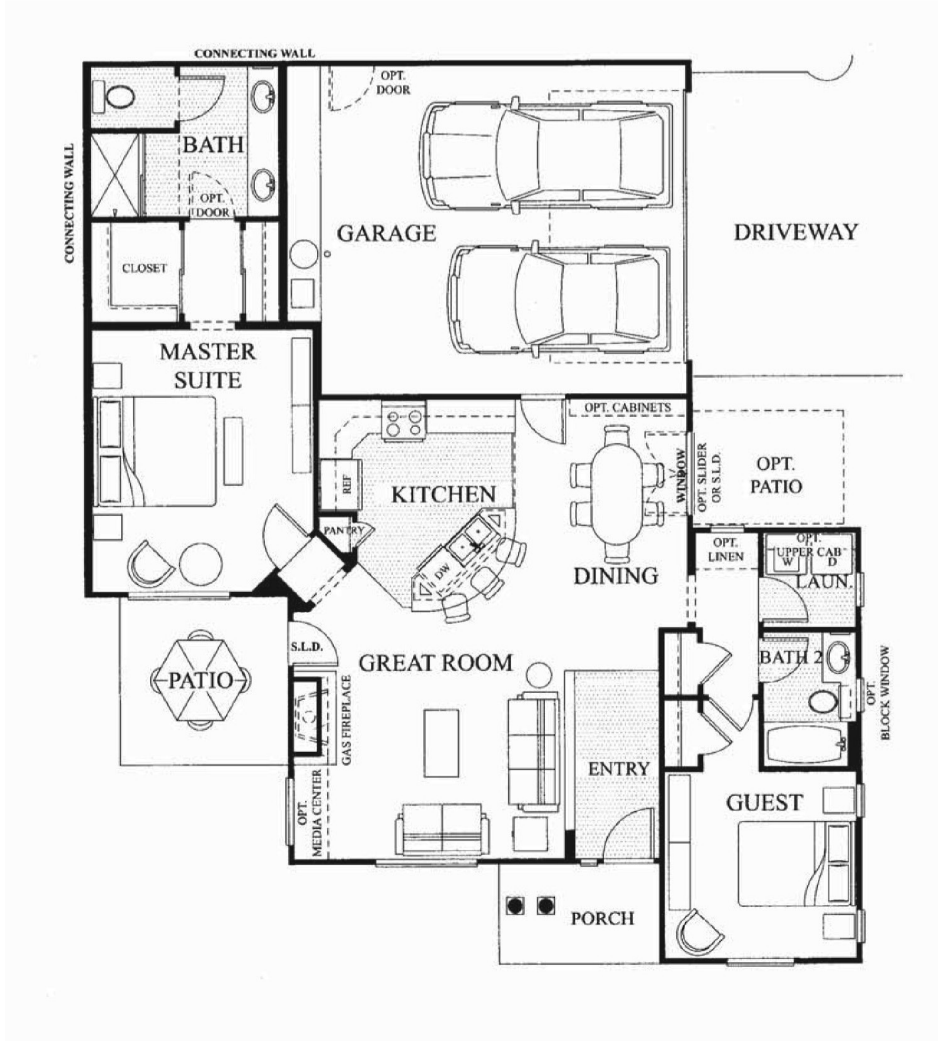 CONNECTING WALL
OPT.
DOOR
BATH
CONNECTING WALL
OPT.
DOOR
GARAGE
DRIVEWAY
CLOSET
MASTER
SUITE
OPT. CABINETS
REF
KITCHEN
WINDOW
OPT. SLIDER
OR S.L.D.
OPT.
PATIO
PANTRY
DW
DINING
OPT.
LINEN
OPT.
UPPER CAB
W D
LAUN.
S.L.D.
GREAT ROOM
BATH 2
PATIO
GAS FIREPLACE
OPT.
BLOCK WINDOW
ENTRY
OPT.
MEDIA CENTER
GUEST
PORCH